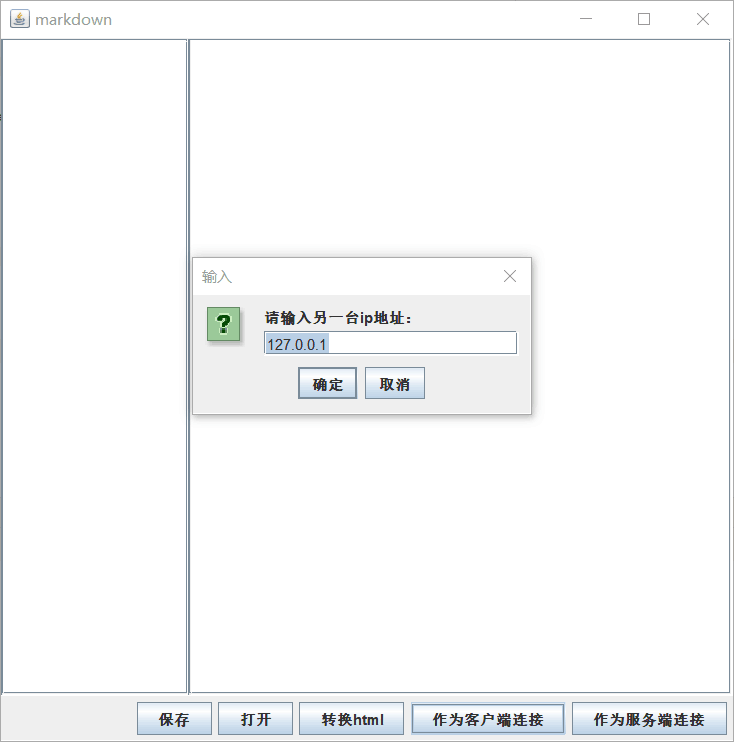 markdown
输入
请输入另一台ip地址：
127.0.0.1
确定 取消
保存 打开 转换html 作为客户端连接 作为服务端连接